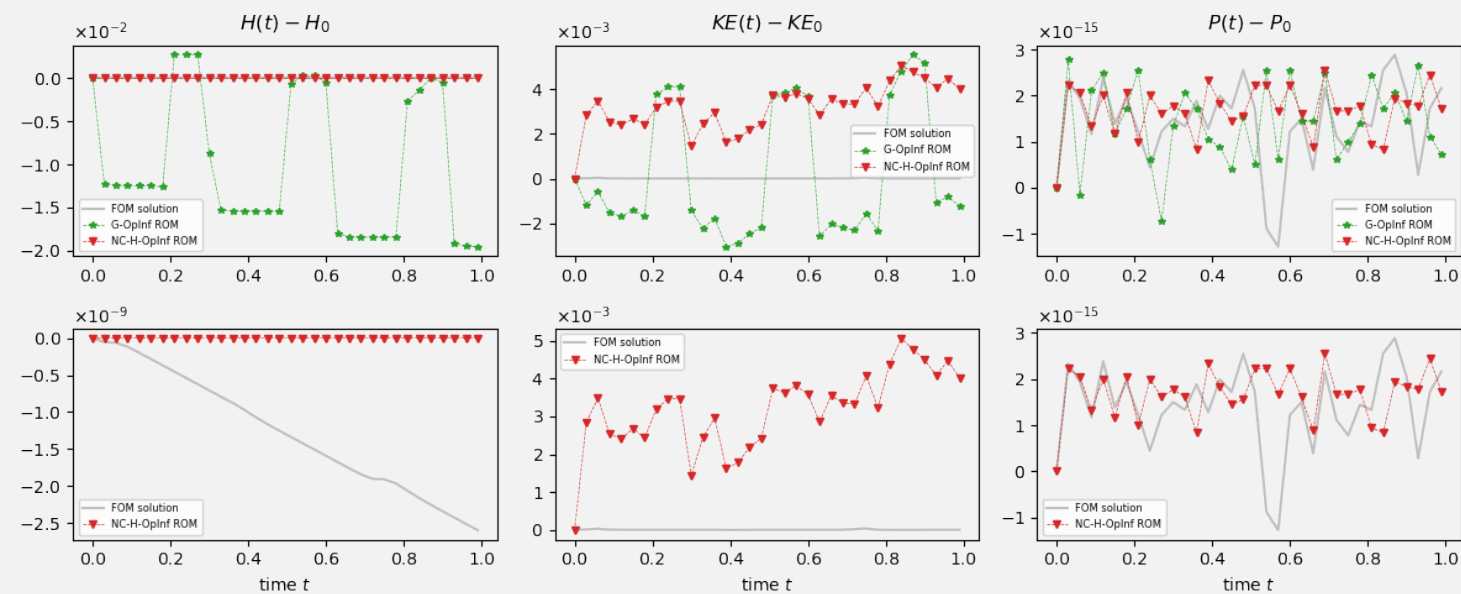 H(t) − H₀
×10⁻²
0.0
−0.5
−1.0
−1.5
−2.0
FOM solution
G-OpInf ROM
NC-H-OpInf ROM
0.0 0.2 0.4 0.6 0.8 1.0
KE(t) − KE₀
×10⁻³
4
2
0
−2
FOM solution
G-OpInf ROM
NC-H-OpInf ROM
0.0 0.2 0.4 0.6 0.8 1.0
P(t) − P₀
×10⁻¹⁵
3
2
1
0
−1
FOM solution
G-OpInf ROM
NC-H-OpInf ROM
0.0 0.2 0.4 0.6 0.8 1.0
×10⁻⁹
0.0
−0.5
−1.0
−1.5
−2.0
−2.5
FOM solution
NC-H-OpInf ROM
0.0 0.2 0.4 0.6 0.8 1.0
time t
×10⁻³
5
4
3
2
1
0
FOM solution
NC-H-OpInf ROM
0.0 0.2 0.4 0.6 0.8 1.0
time t
×10⁻¹⁵
3
2
1
0
−1
FOM solution
NC-H-OpInf ROM
0.0 0.2 0.4 0.6 0.8 1.0
time t